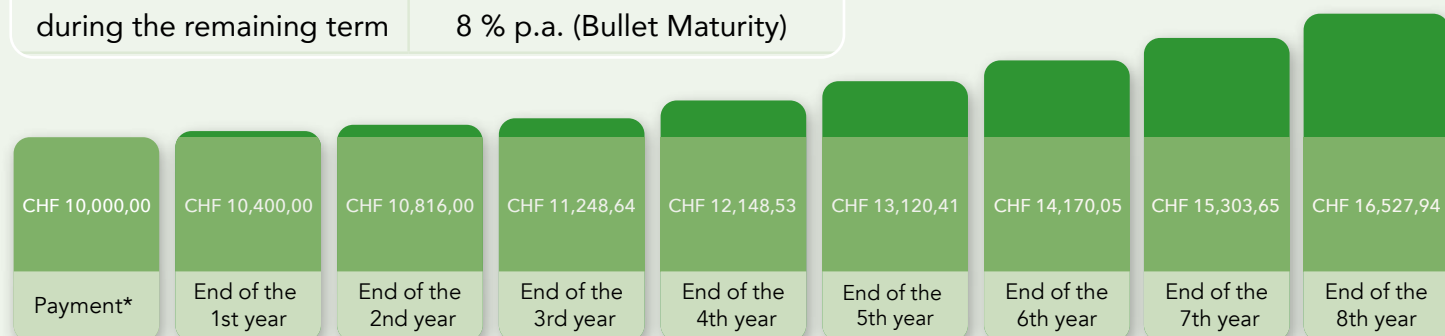 during the remaining term 8 % p.a. (Bullet Maturity)
CHF 10,000,00 CHF 10,400,00 CHF 10,816,00 CHF 11,248,64 CHF 12,148,53 CHF 13,120,41 CHF 14,170,05 CHF 15,303,65 CHF 16,527,94
Payment*
End of the
1st year
End of the
2nd year
End of the
3rd year
End of the
4th year
End of the
5th year
End of the
6th year
End of the
7th year
End of the
8th year